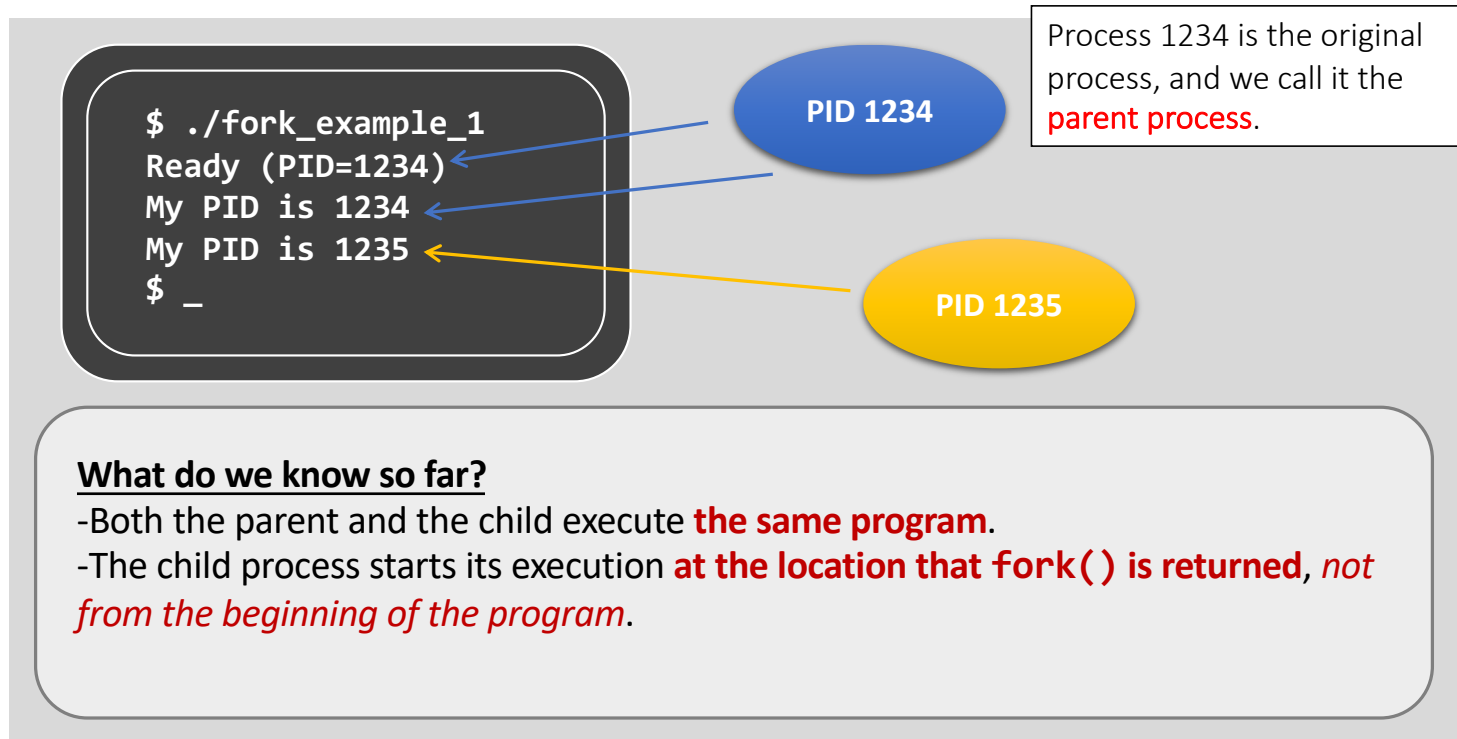 Process 1234 is the original
process, and we call it the
parent process.
$ ./fork_example_1
Ready (PID=1234)
My PID is 1234
My PID is 1235
$ _
PID 1234
PID 1235
What do we know so far?
-Both the parent and the child execute the same program.
-The child process starts its execution at the location that fork() is returned, not
from the beginning of the program.